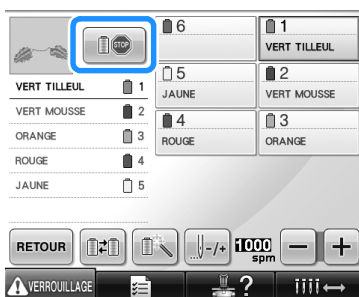 STOP
6
1
VERT TILLEUL
5
JAUNE
2
VERT MOUSSE
4
ROUGE
3
ORANGE
VERT TILLEUL 1
VERT MOUSSE 2
ORANGE 3
ROUGE 4
JAUNE 5
RETOUR
-/+
1000
spm
− +
VERROUILLAGE
?